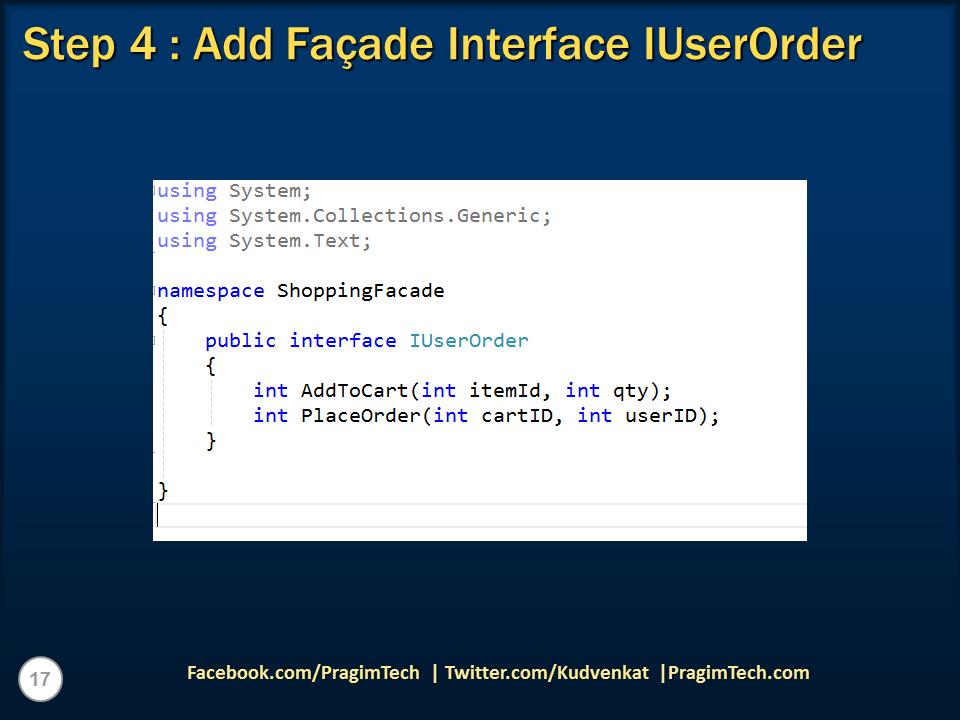 Step 4 : Add Façade Interface IUserOrder
using System;
using System.Collections.Generic;
using System.Text;
namespace ShoppingFacade
{
    public interface IUserOrder
    {
        int AddToCart(int itemId, int qty);
        int PlaceOrder(int cartID, int userID);
    }
}
17
Facebook.com/PragimTech | Twitter.com/Kudvenkat |PragimTech.com